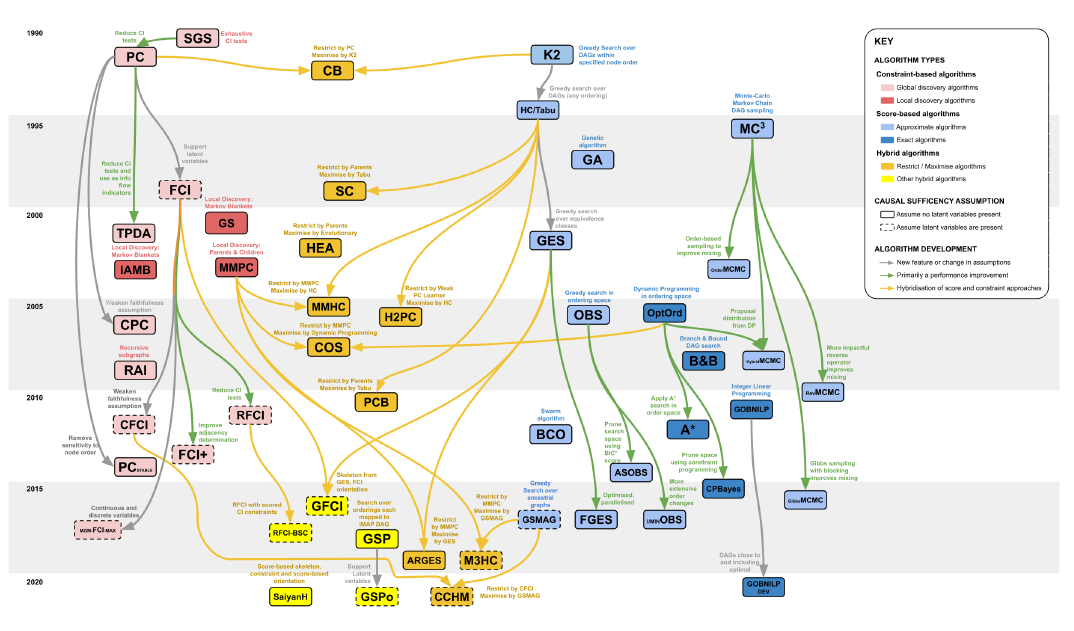 1990
Reduce CI
tests
SGS
Exhaustive
CI tests
PC
Restrict by PC
Maximise by K2
CB
K2
Greedy Search over
DAGs within
specified node order
Greedy search over
DAGs (any ordering)
HC/Tabu
Monte-Carlo
Markov Chain
DAG sampling
MC3
1995
Support
latent
variables
Genetic
algorithm
GA
Reduce CI
tests and
use as info
flow
indicators
FCI
Restrict by Parents
Maximise by Tabu
SC
2000
Local Discovery:
Markov Blankets
GS
TPDA
Restrict by Parents
Maximise by Evolutionary
HEA
Greedy search
over equivalence
classes
GES
Order-based
sampling to
improve mixing
OrderMCMC
Local Discovery:
Markov Blankets
IAMB
Local Discovery:
Parents & Children
MMPC
Restrict by MMPC
Maximise by HC
MMHC
Restrict by Weak
PC Learner
Maximise by HC
H2PC
Greedy search in
ordering space
OBS
Dynamic Programming
in ordering space
OptOrd
2005
Weaken faithfulness
assumption
CPC
Restrict by MMPC
Maximise by Dynamic Programming
COS
Proposal
distribution
from DP
HybridMCMC
Branch & Bound
DAG search
B&B
Recursive
subgraphs
RAI
More impactful
reverse
operator
improves
mixing
RevMCMC
Restrict by Parents
Maximise by Tabu
PCB
2010
Weaken
faithfulness
assumption
CFCI
Reduce CI
tests
RFCI
Improve
adjacency
determination
FCI+
Swarm
algorithm
BCO
Apply A*
search in
order space
A*
Integer Linear
Programming
GOBNILP
Remove
sensitivity to
node order
PCSTABLE
Prune
search
space
using
BIC*
score
ASOBS
Prune space
using constraint
programming
CPBayes
Gibbs sampling
with blocking
improves mixing
GibbsMCMC
2015
Skeleton from
GES, FCI
orientation
GFCI
Continuous and
discrete variables
MGM-FCI-MAX
RFCI with scored
CI constraints
RFCI-BSC
Search over
orderings each
mapped to
IMAP DAG
GSP
Restrict
by MMPC
Maximise
by GES
ARGES
Restrict by
MMPC
Maximise by
GSMAG
M3HC
Greedy
Search over
ancestral
graphs
GSMAG
Optimised,
parallelised
FGES
More
extensive
order
changes
OBS
2020
Score-based skeleton,
constraint and score-based
orientation
SaiyanH
Support
Latent
variables
GSPo
CCHM
Restrict by CFCI
Maximise by GSMAG
DAGs close to
and including
optimal
GOBNILP
DEV
KEY
ALGORITHM TYPES
Constraint-based algorithms
Global discovery algorithms
Local discovery algorithms
Score-based algorithms
Approximate algorithms
Exact algorithms
Hybrid algorithms
Restrict / Maximise algorithms
Other hybrid algorithms
CAUSAL SUFFICENCY ASSUMPTION
Assume no latent variables present
Assume latent variables are present
ALGORITHM DEVELOPMENT
New feature or change in assumptions
Primarily a performance improvement
Hybridisation of score and constraint approaches